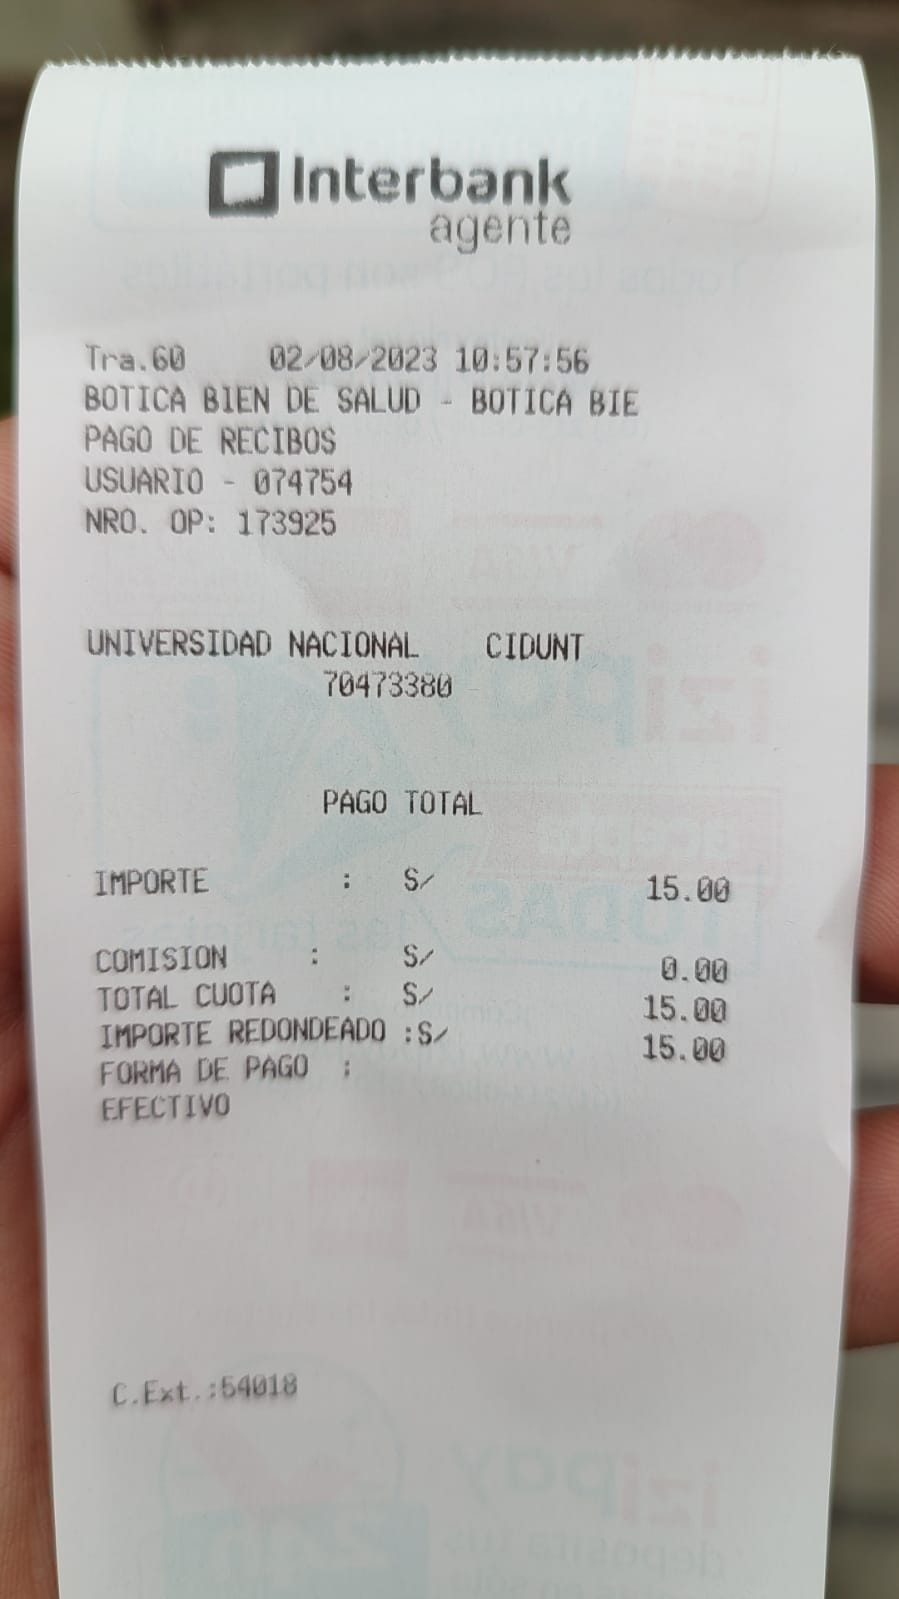 Interbank
agente
Tra.60 02/08/2023 10:57:56
BOTICA BIEN DE SALUD - BOTICA BIE
PAGO DE RECIBOS
USUARIO - 074754
NRO. OP: 173925
UNIVERSIDAD NACIONAL CIDUNT
70473380
PAGO TOTAL
IMPORTE : S/ 15.00
COMISION : S/ 0.00
TOTAL CUOTA : S/ 15.00
IMPORTE REDONDEADO :S/ 15.00
FORMA DE PAGO :
EFECTIVO
C.Ext.:54018